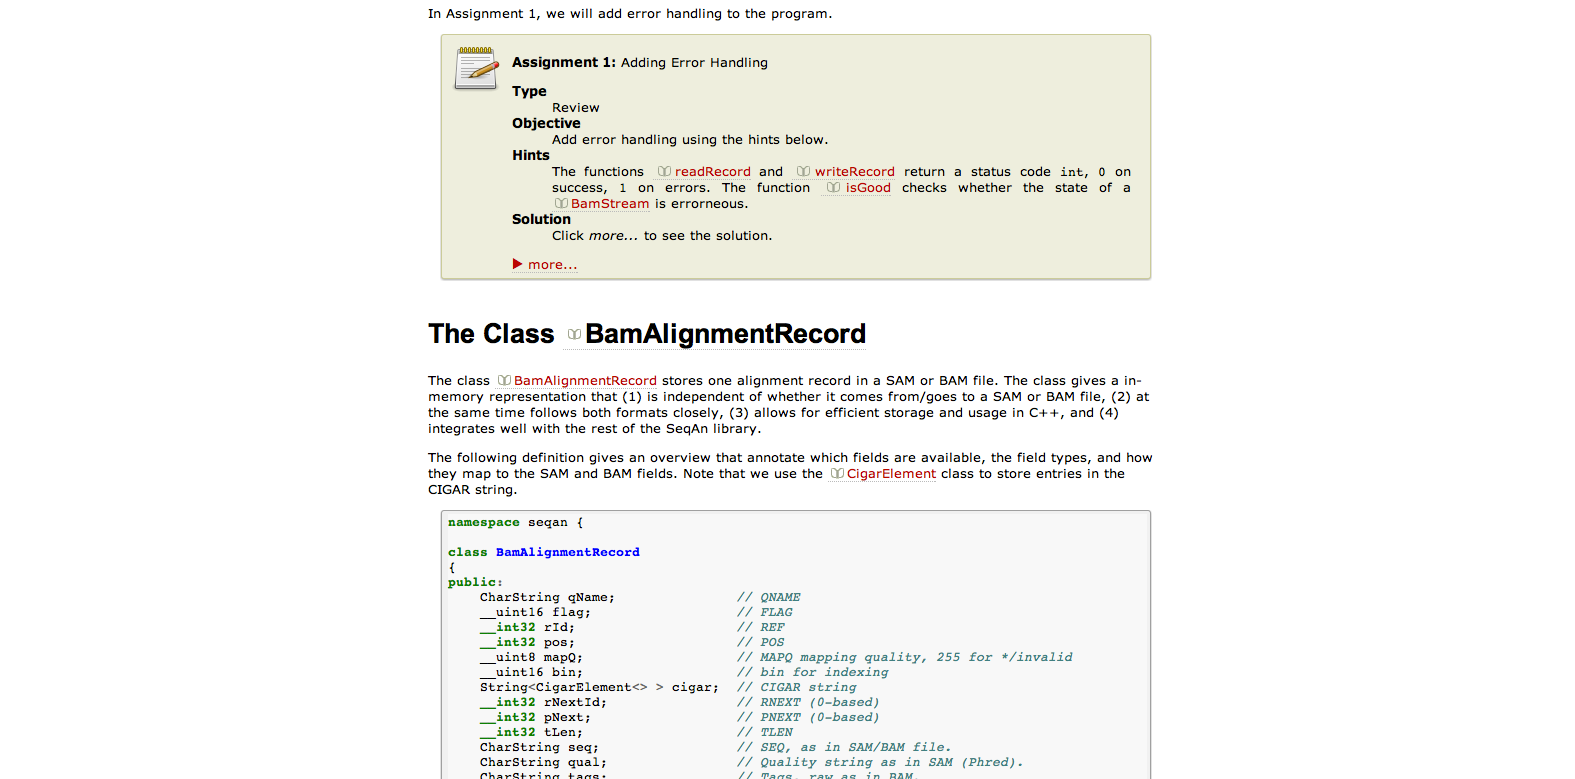 In Assignment 1, we will add error handling to the program.
Assignment 1: Adding Error Handling
Type
Review
Objective
Add error handling using the hints below.
Hints
The functions readRecord and writeRecord return a status code int, 0 on
success, 1 on errors. The function isGood checks whether the state of a
BamStream is errorneous.
Solution
Click more... to see the solution.
▶ more...
The Class BamAlignmentRecord
The class BamAlignmentRecord stores one alignment record in a SAM or BAM file. The class gives a in-
memory representation that (1) is independent of whether it comes from/goes to a SAM or BAM file, (2) at
the same time follows both formats closely, (3) allows for efficient storage and usage in C++, and (4)
integrates well with the rest of the SeqAn library.
The following definition gives an overview that annotate which fields are available, the field types, and how
they map to the SAM and BAM fields. Note that we use the CigarElement class to store entries in the
CIGAR string.
namespace seqan {
class BamAlignmentRecord
{
public:
CharString qName; // QNAME
__uint16 flag; // FLAG
__int32 rId; // REF
__int32 pos; // POS
__uint8 mapQ; // MAPQ mapping quality, 255 for */invalid
__uint16 bin; // bin for indexing
String<CigarElement<> > cigar; // CIGAR string
__int32 rNextId; // RNEXT (0-based)
__int32 pNext; // PNEXT (0-based)
__int32 tLen; // TLEN
CharString seq; // SEQ, as in SAM/BAM file.
CharString qual; // Quality string as in SAM (Phred).
CharString tags; // Tags, raw as in BAM.